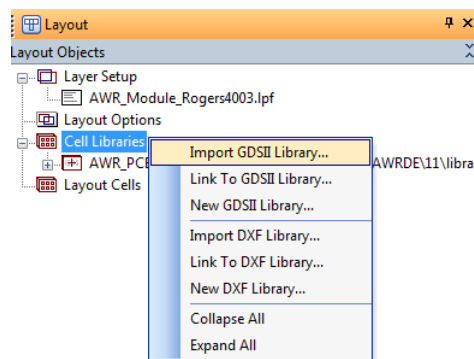 Layout
Layout Objects
Layer Setup
AWR_Module_Rogers4003.lpf
Layout Options
Cell Libraries
AWR_PCE AWRDE\11\libra
Layout Cells
Import GDSII Library...
Link To GDSII Library...
New GDSII Library...
Import DXF Library...
Link To DXF Library...
New DXF Library...
Collapse All
Expand All